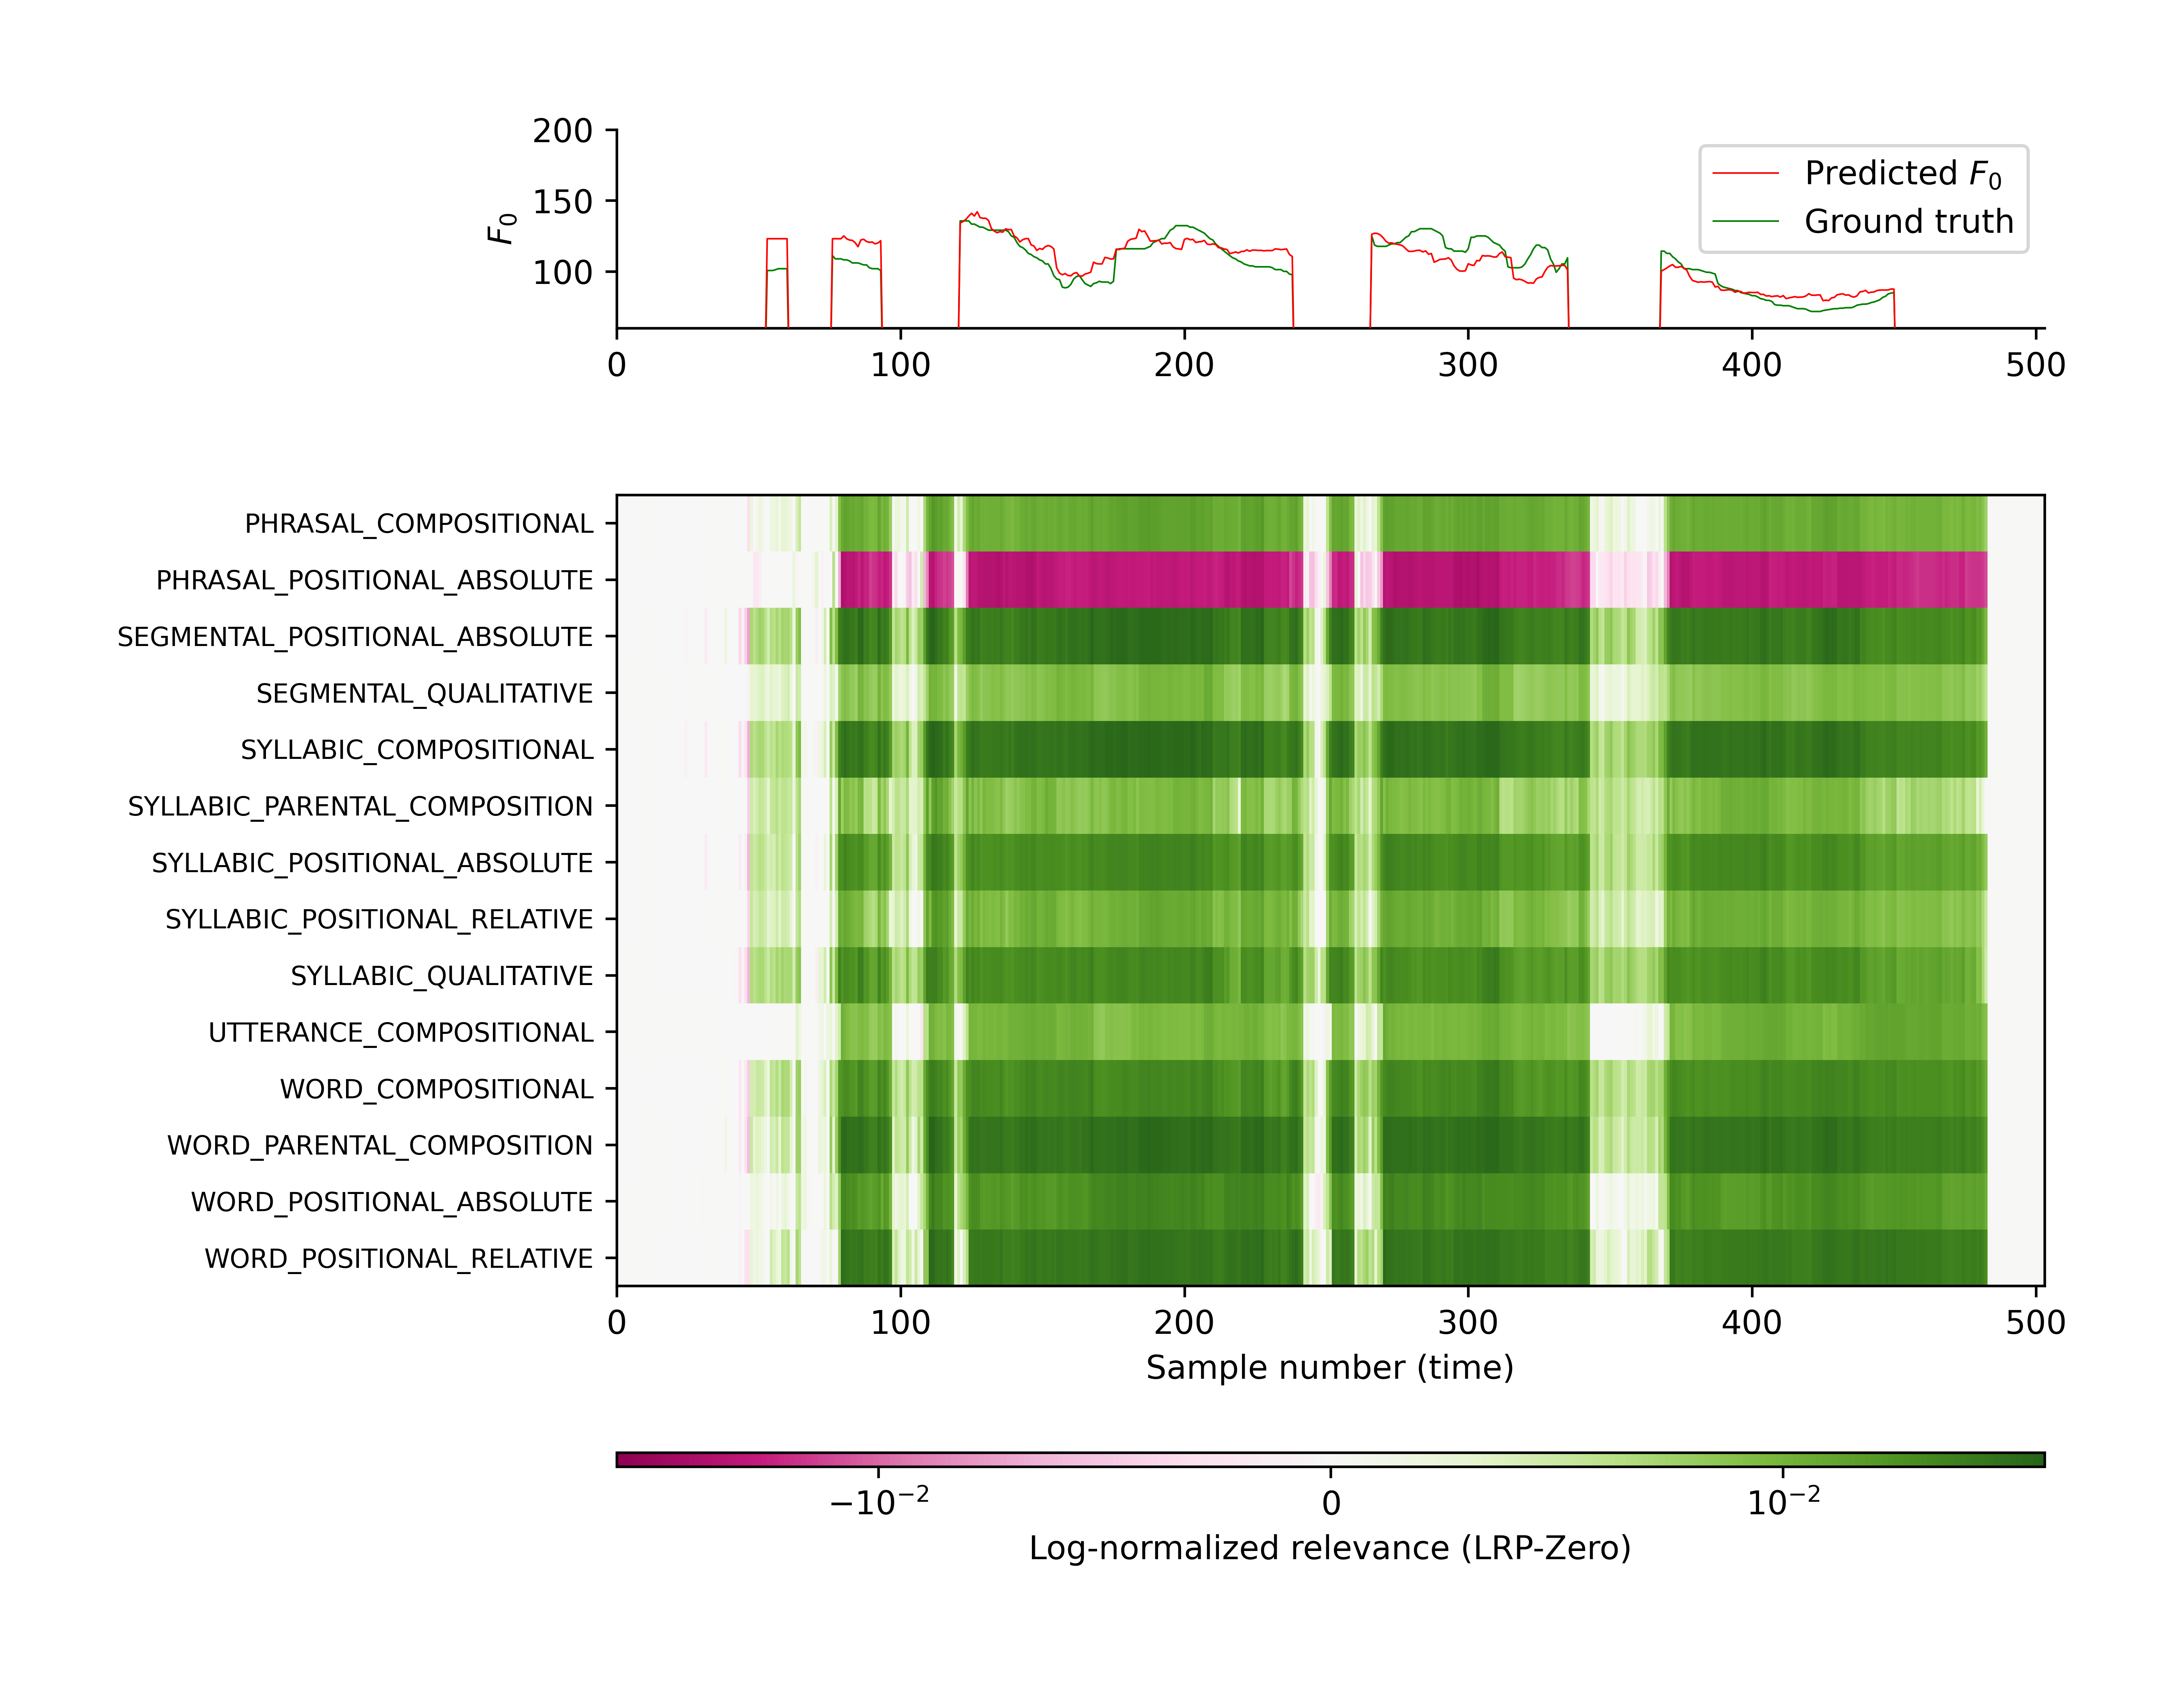 200
150
100
F0
Predicted F0
Ground truth
0 100 200 300 400 500
PHRASAL_COMPOSITIONAL
PHRASAL_POSITIONAL_ABSOLUTE
SEGMENTAL_POSITIONAL_ABSOLUTE
SEGMENTAL_QUALITATIVE
SYLLABIC_COMPOSITIONAL
SYLLABIC_PARENTAL_COMPOSITION
SYLLABIC_POSITIONAL_ABSOLUTE
SYLLABIC_POSITIONAL_RELATIVE
SYLLABIC_QUALITATIVE
UTTERANCE_COMPOSITIONAL
WORD_COMPOSITIONAL
WORD_PARENTAL_COMPOSITION
WORD_POSITIONAL_ABSOLUTE
WORD_POSITIONAL_RELATIVE
0 100 200 300 400 500
Sample number (time)
−10⁻² 0 10⁻²
Log-normalized relevance (LRP-Zero)